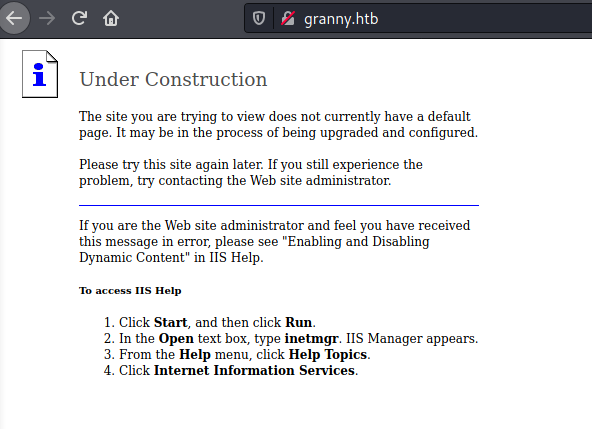 granny.htb
Under Construction
The site you are trying to view does not currently have a default
page. It may be in the process of being upgraded and configured.
Please try this site again later. If you still experience the
problem, try contacting the Web site administrator.
If you are the Web site administrator and feel you have received
this message in error, please see "Enabling and Disabling
Dynamic Content" in IIS Help.
To access IIS Help
1. Click Start, and then click Run.
2. In the Open text box, type inetmgr. IIS Manager appears.
3. From the Help menu, click Help Topics.
4. Click Internet Information Services.